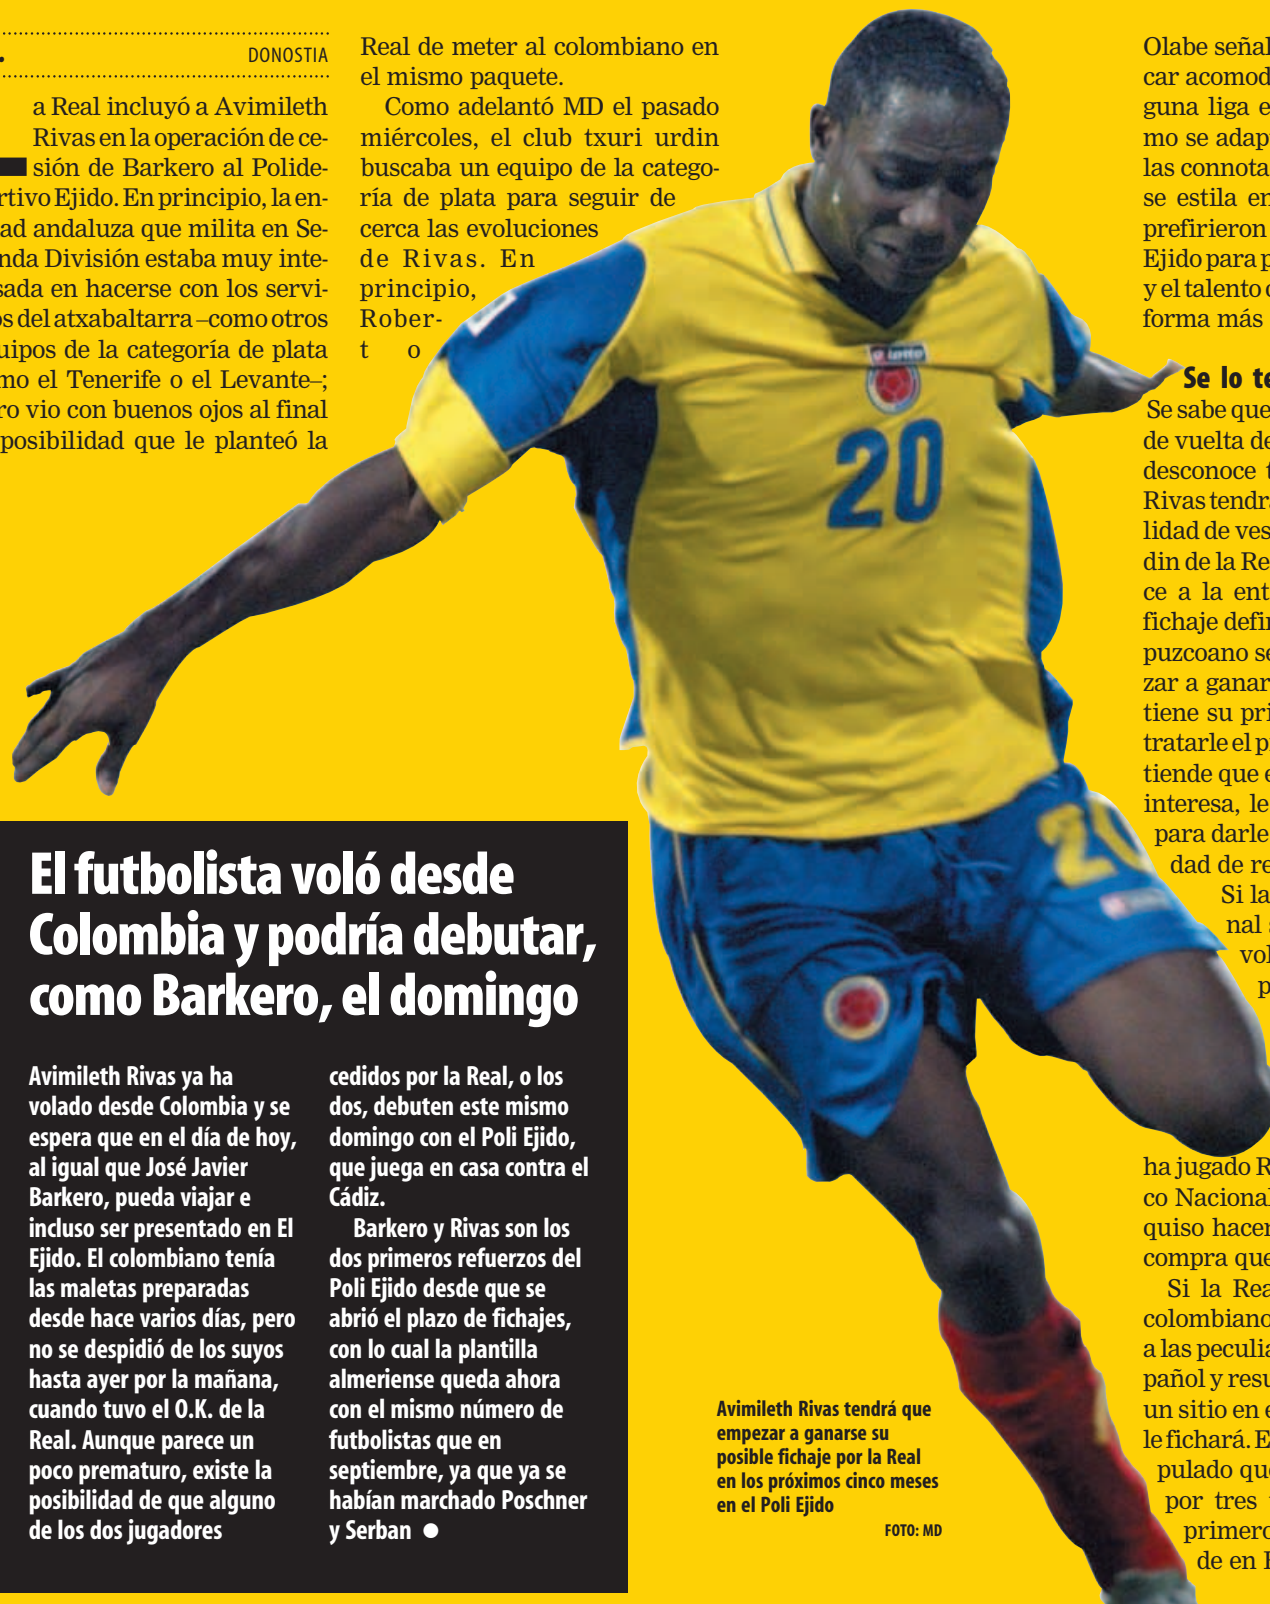 DONOSTIA
a Real incluyó a Avimileth
Rivas en la operación de ce-
sión de Barkero al Polide-
rtivo Ejido. En principio, la en-
ad andaluza que milita en Se-
nda División estaba muy inte-
sada en hacerse con los servi-
os del atxabaltarra –como otros
uipos de la categoría de plata
mo el Tenerife o el Levante–;
ro vio con buenos ojos al final
posibilidad que le planteó la
Real de meter al colombiano en
el mismo paquete.
Como adelantó MD el pasado
miércoles, el club txuri urdin
buscaba un equipo de la catego-
ría de plata para seguir de
cerca las evoluciones
de Rivas. En
principio,
Rober-
t o
Olabe señal
car acomod
guna liga e
mo se adap
las connota
se estila en
prefirieron
Ejido para p
y el talento
forma más
Se lo te
Se sabe que
de vuelta de
desconoce t
Rivas tendr
lidad de ves
din de la Re
ce a la ent
fichaje defin
puzcoano se
zar a ganar
tiene su pri
tratarle el p
tiende que e
interesa, le
para darle
dad de re
Si la
nal s
vol
p
ha jugado R
co Nacional
quiso hacer
compra que
Si la Rea
colombiano
a las peculia
pañol y resu
un sitio en e
le fichará. E
pulado que
por tres
primero
de en E
lotto
20
20
El futbolista voló desde
Colombia y podría debutar,
como Barkero, el domingo
Avimileth Rivas ya ha
volado desde Colombia y se
espera que en el día de hoy,
al igual que José Javier
Barkero, pueda viajar e
incluso ser presentado en El
Ejido. El colombiano tenía
las maletas preparadas
desde hace varios días, pero
no se despidió de los suyos
hasta ayer por la mañana,
cuando tuvo el O.K. de la
Real. Aunque parece un
poco prematuro, existe la
posibilidad de que alguno
de los dos jugadores
cedidos por la Real, o los
dos, debuten este mismo
domingo con el Poli Ejido,
que juega en casa contra el
Cádiz.
Barkero y Rivas son los
dos primeros refuerzos del
Poli Ejido desde que se
abrió el plazo de fichajes,
con lo cual la plantilla
almeriense queda ahora
con el mismo número de
futbolistas que en
septiembre, ya que ya se
habían marchado Poschner
y Serban ●
Avimileth Rivas tendrá que
empezar a ganarse su
posible fichaje por la Real
en los próximos cinco meses
en el Poli Ejido
FOTO: MD